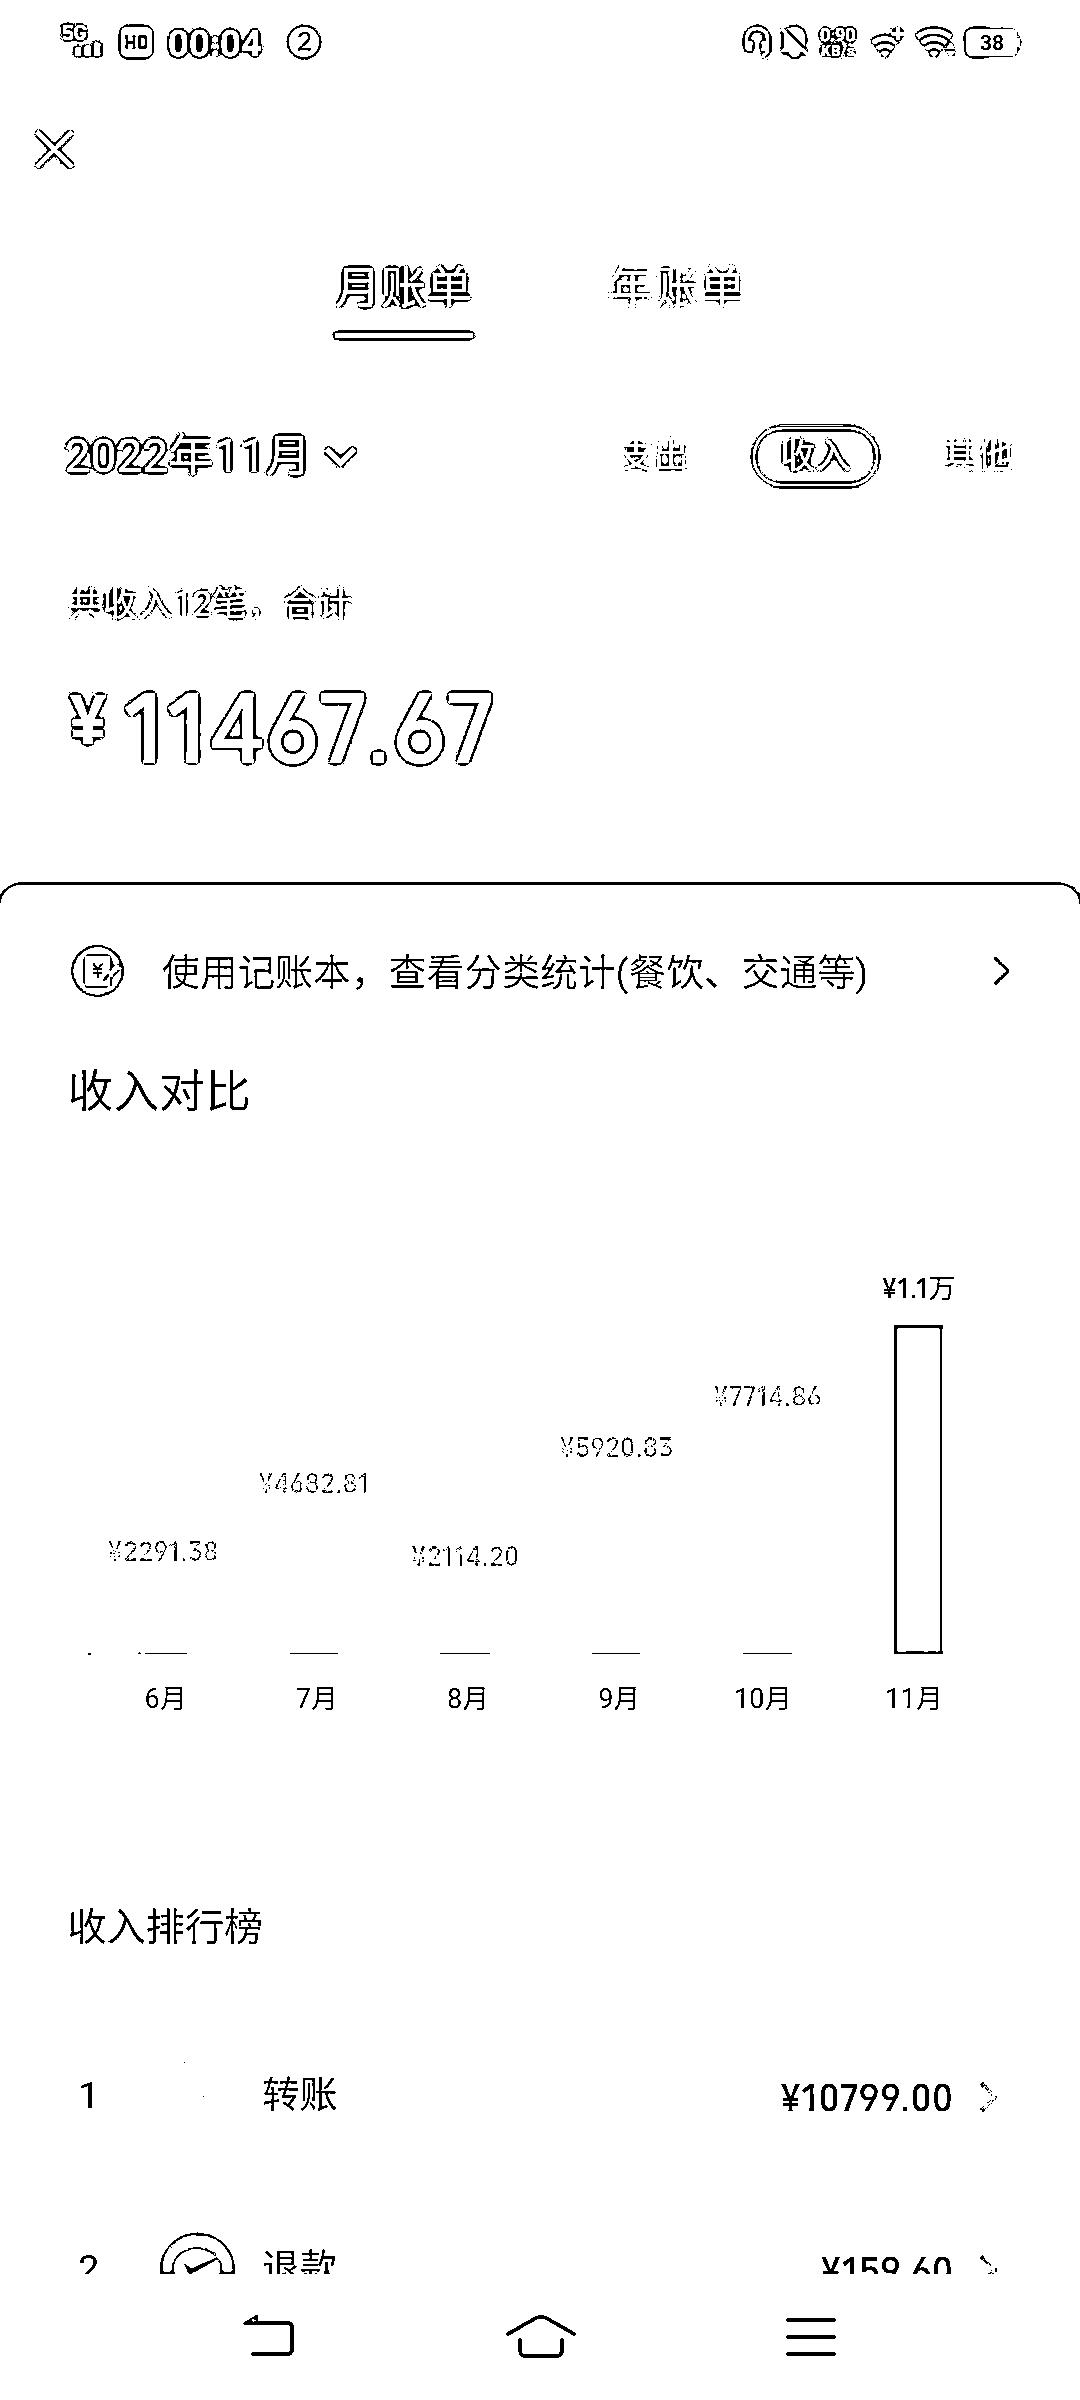 5G HD 00:04 2 0.90 KB/s 38
月账单 年账单
2022年11月 支出 收入 其他
共收入12笔，合计
¥11467.67
使用记账本，查看分类统计(餐饮、交通等)
收入对比
¥1.1万
¥7714.86
¥5920.83
¥4682.81
¥2291.38 ¥2114.20
6月 7月 8月 9月 10月 11月
收入排行榜
1 转账 ¥10799.00
2 退款 ¥159.60